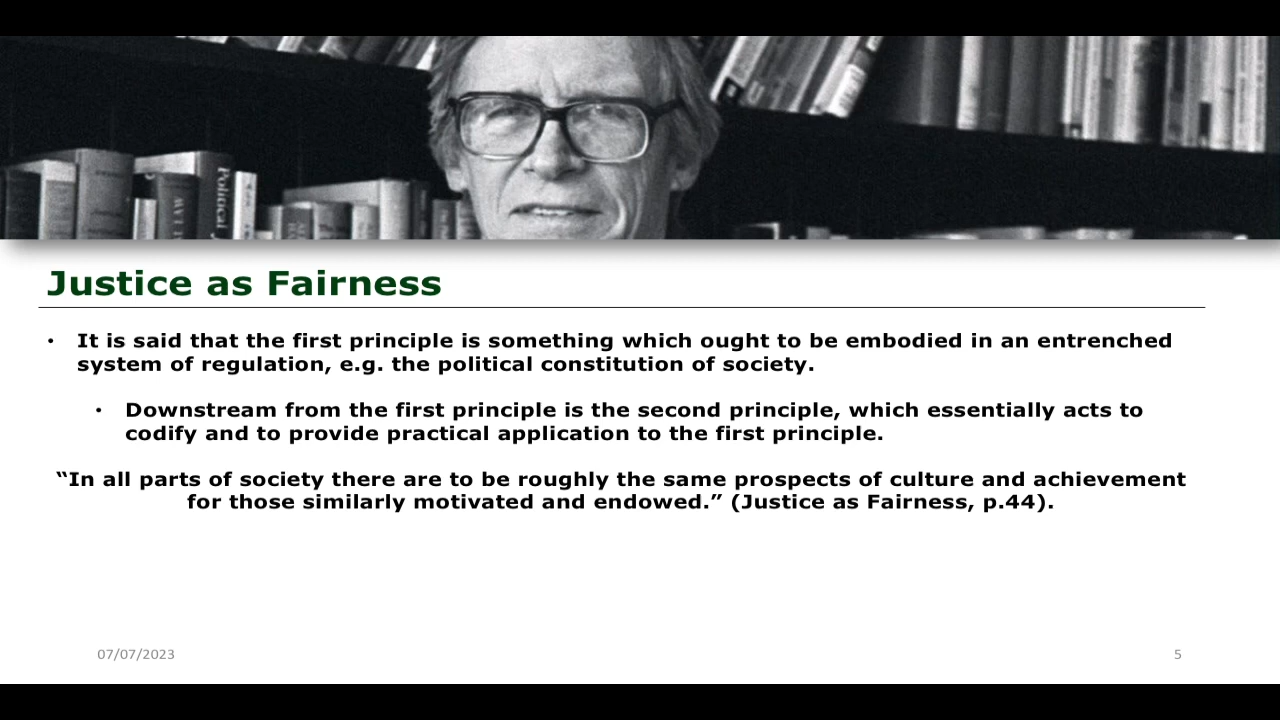 Political
Justice as Fairness
• It is said that the first principle is something which ought to be embodied in an entrenched
system of regulation, e.g. the political constitution of society.
• Downstream from the first principle is the second principle, which essentially acts to
codify and to provide practical application to the first principle.
“In all parts of society there are to be roughly the same prospects of culture and achievement
for those similarly motivated and endowed.” (Justice as Fairness, p.44).
07/07/2023
5